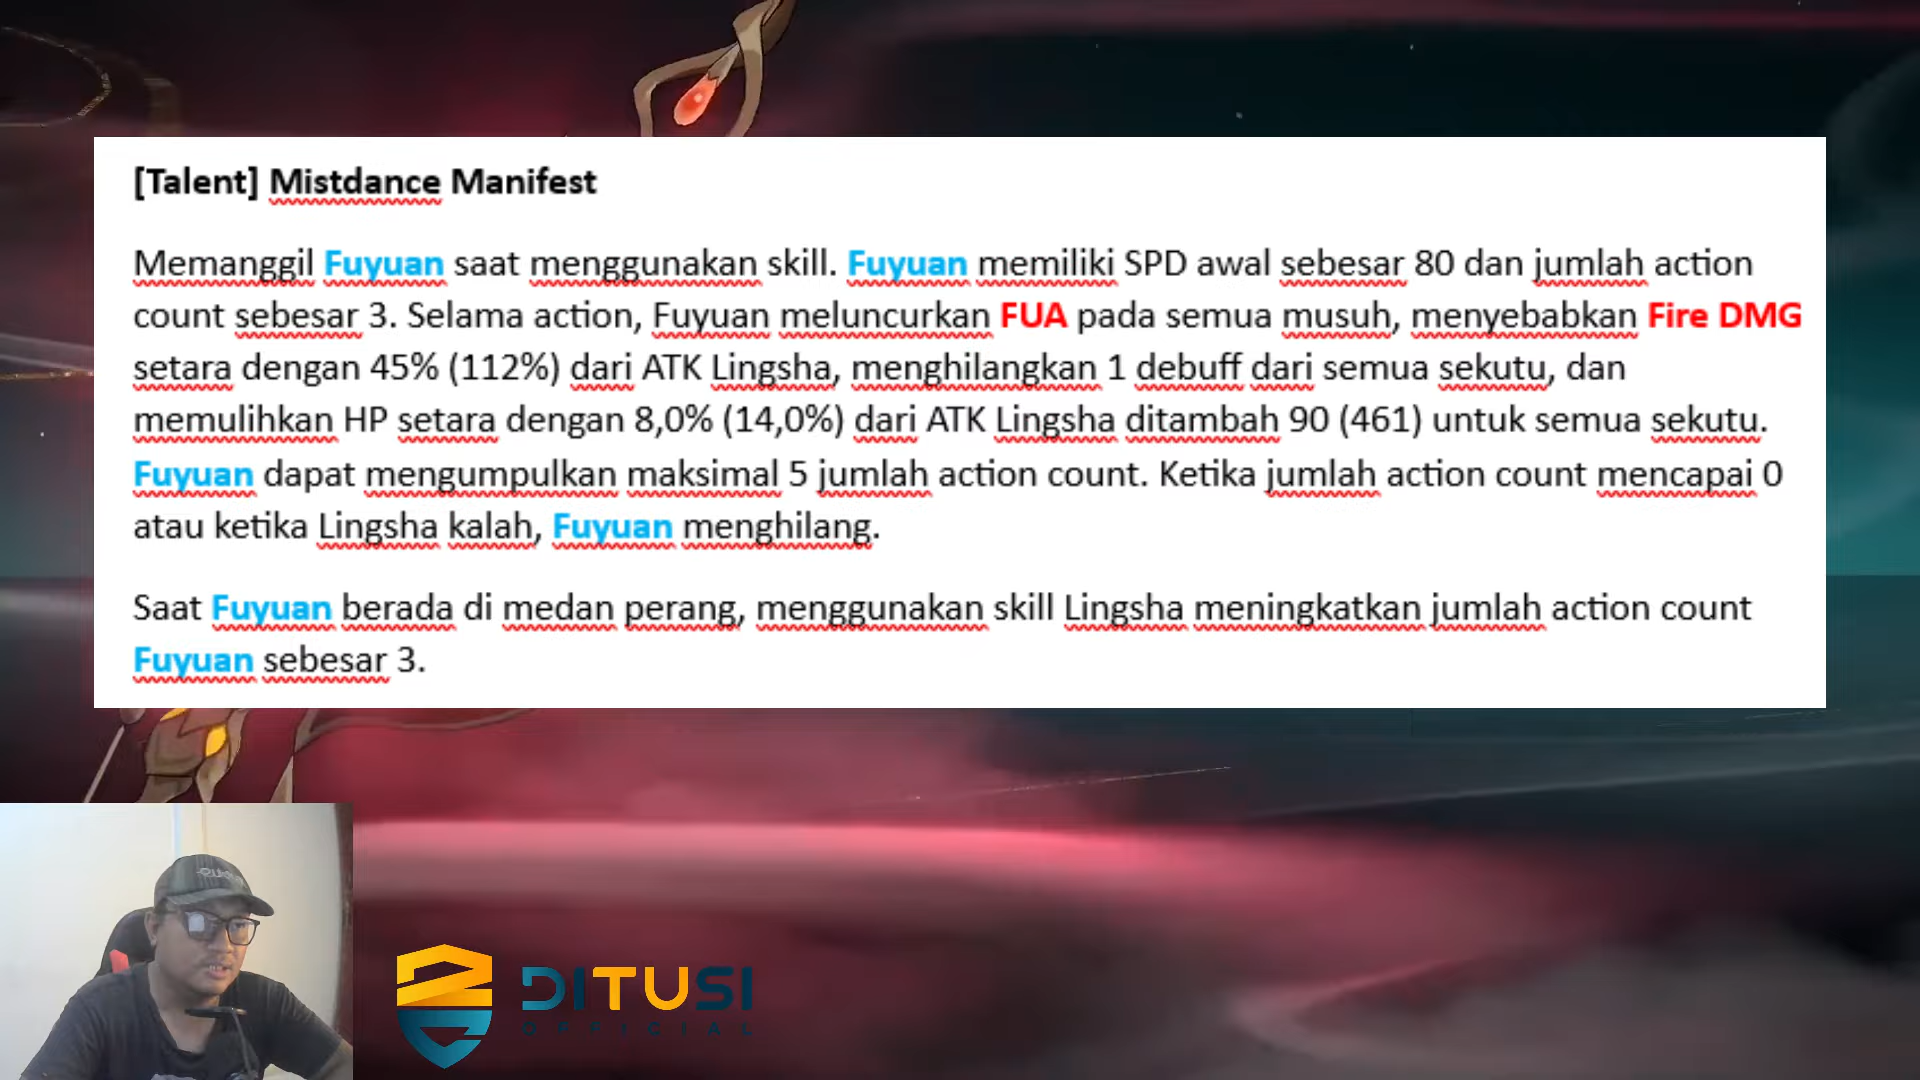 [Talent] Mistdance Manifest
Memanggil Fuyuan saat menggunakan skill. Fuyuan memiliki SPD awal sebesar 80 dan jumlah action
count sebesar 3. Selama action, Fuyuan meluncurkan FUA pada semua musuh, menyebabkan Fire DMG
setara dengan 45% (112%) dari ATK Lingsha, menghilangkan 1 debuff dari semua sekutu, dan
memulihkan HP setara dengan 8,0% (14,0%) dari ATK Lingsha ditambah 90 (461) untuk semua sekutu.
Fuyuan dapat mengumpulkan maksimal 5 jumlah action count. Ketika jumlah action count mencapai 0
atau ketika Lingsha kalah, Fuyuan menghilang.
Saat Fuyuan berada di medan perang, menggunakan skill Lingsha meningkatkan jumlah action count
Fuyuan sebesar 3.
DITUSI
OFFICIAL